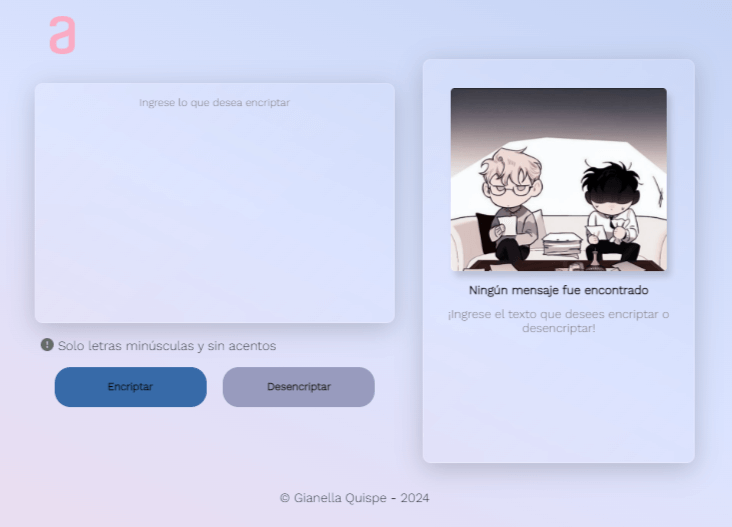 a
Ingrese lo que desea encriptar
Solo letras minúsculas y sin acentos
Encriptar
Desencriptar
Ningún mensaje fue encontrado
¡Ingrese el texto que desees encriptar o
desencriptar!
© Gianella Quispe - 2024